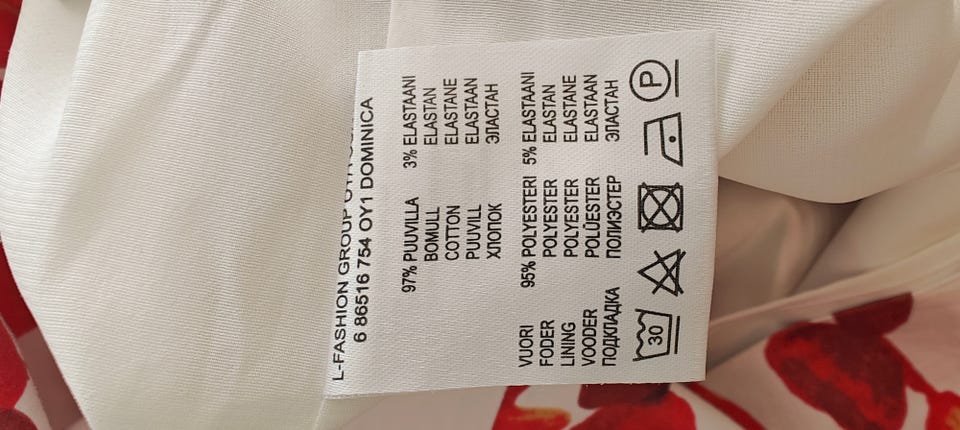 L-FASHION GROUP
6 86516 754 OY1 DOMINICA
97% PUUVILLA 3% ELASTAANI
BOMULL ELASTAN
COTTON ELASTANE
PUUVILL ELASTAAN
ХЛОПОК ЭЛАСТАН
VUORI 95% POLYESTERI 5% ELASTAANI
FODER POLYESTER ELASTAN
LINING POLYESTER ELASTANE
VOODER POLÜESTER ELASTAAN
ПОДКЛАДКА ПОЛИЭСТЕР ЭЛАСТАН
30 P